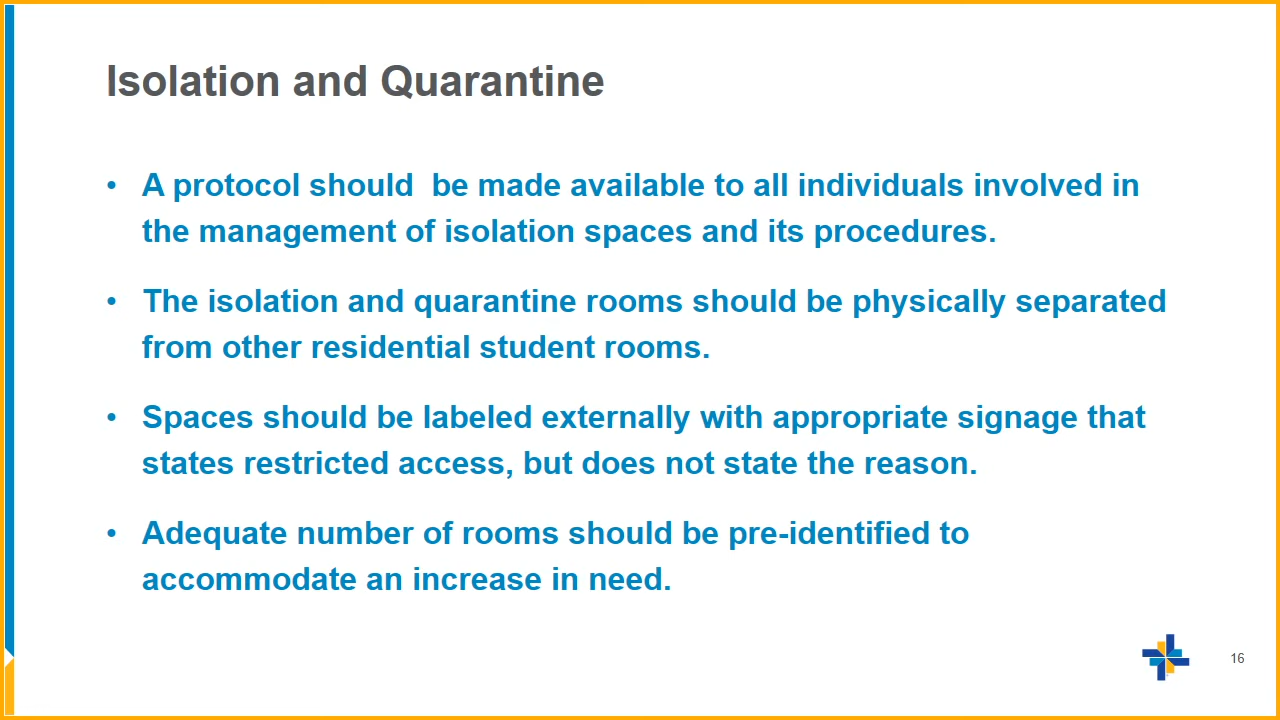 Isolation and Quarantine
• A protocol should  be made available to all individuals involved in
the management of isolation spaces and its procedures.
• The isolation and quarantine rooms should be physically separated
from other residential student rooms.
• Spaces should be labeled externally with appropriate signage that
states restricted access, but does not state the reason.
• Adequate number of rooms should be pre-identified to
accommodate an increase in need.
16